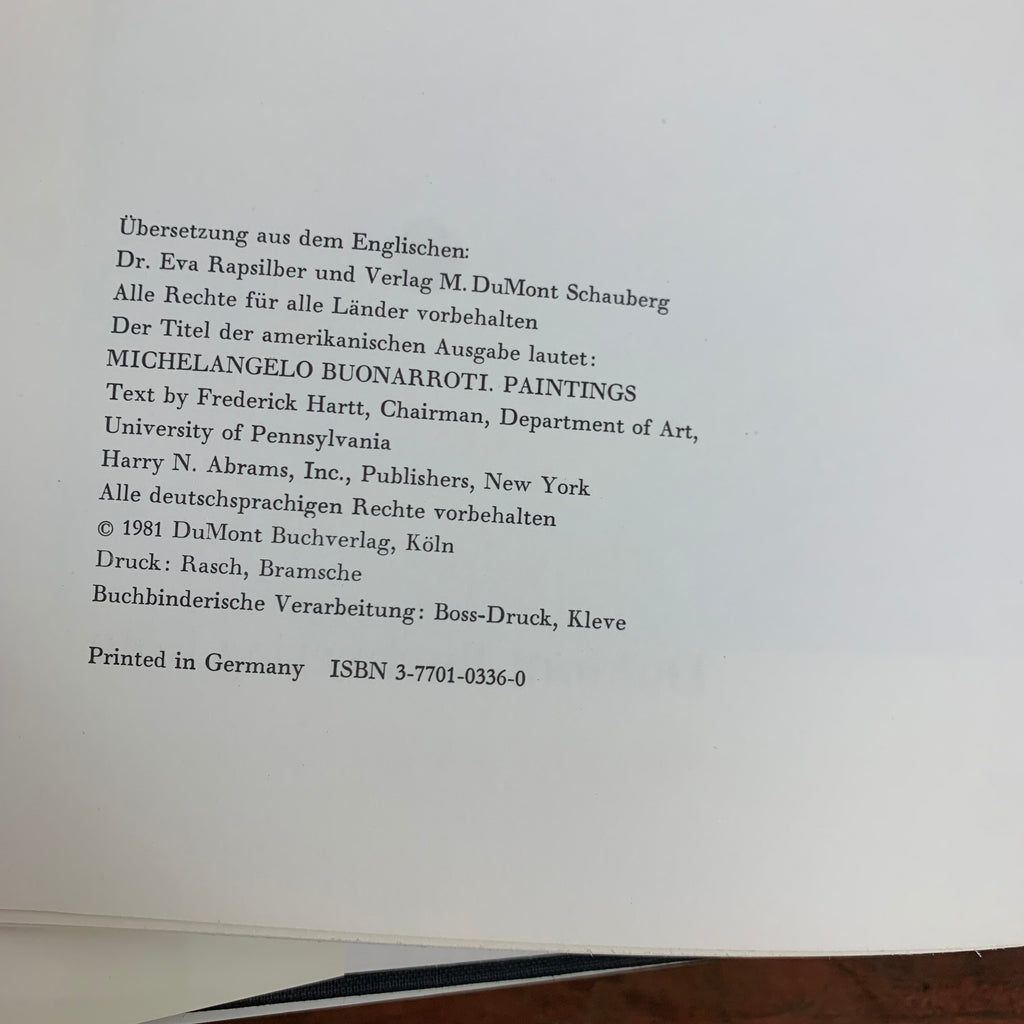 Übersetzung aus dem Englischen:
Dr. Eva Rapsilber und Verlag M. DuMont Schauberg
Alle Rechte für alle Länder vorbehalten
Der Titel der amerikanischen Ausgabe lautet:
MICHELANGELO BUONARROTI. PAINTINGS
Text by Frederick Hartt, Chairman, Department of Art,
University of Pennsylvania
Harry N. Abrams, Inc., Publishers, New York
Alle deutschsprachigen Rechte vorbehalten
© 1981 DuMont Buchverlag, Köln
Druck: Rasch, Bramsche
Buchbinderische Verarbeitung: Boss-Druck, Kleve
Printed in Germany ISBN 3-7701-0336-0